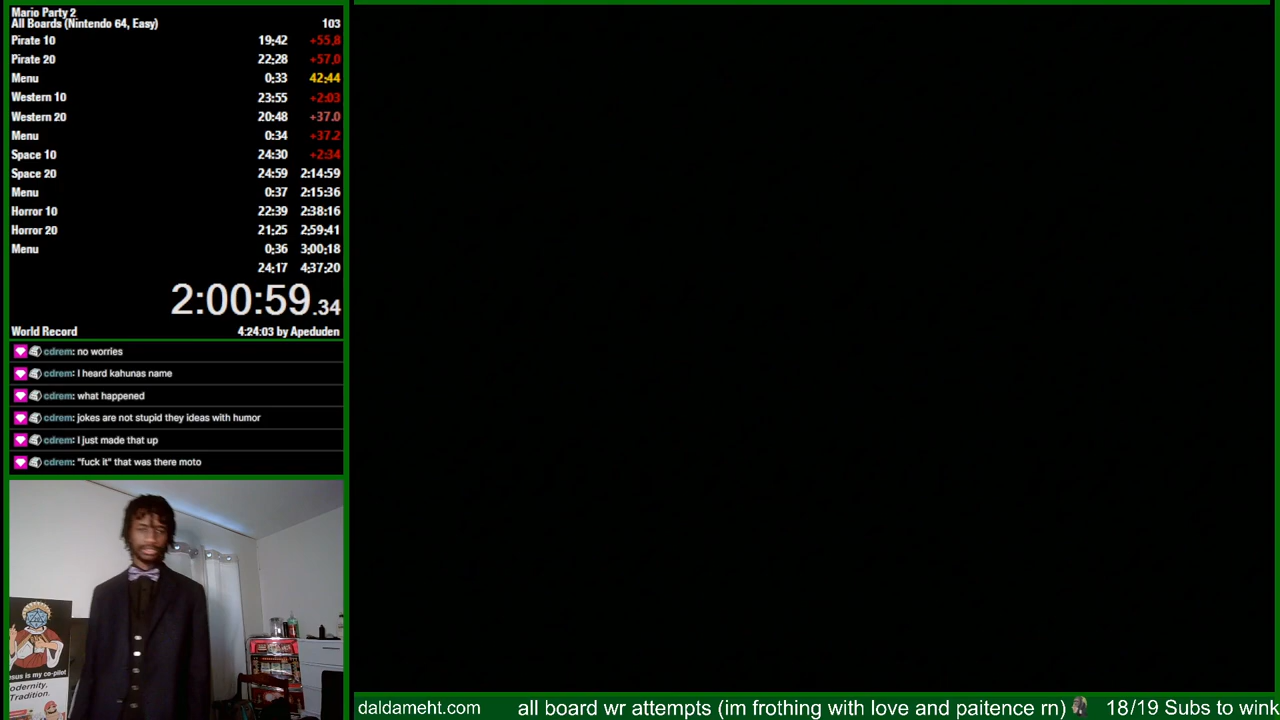 Mario Party 2
All Boards (Nintendo 64, Easy) 103
Pirate 10 19:42 +55.8
Pirate 20 22:28 +57.0
Menu 0:33 42:44
Western 10 23:55 +2:03
Western 20 20:48 +37.0
Menu 0:34 +37.2
Space 10 24:30 +2:34
Space 20 24:59 2:14:59
Menu 0:37 2:15:36
Horror 10 22:39 2:38:16
Horror 20 21:25 2:59:41
Menu 0:36 3:00:18
24:17 4:37:20
2:00:59.34
World Record 4:24:03 by Apeduden
cdrem: no worries
cdrem: I heard kahunas name
cdrem: what happened
cdrem: jokes are not stupid they ideas with humor
cdrem: I just made that up
cdrem: "fuck it" that was there moto
esus is my co-pilot
odernity,
Tradition.
daldameht.com all board wr attempts (im frothing with love and paitence rn) 18/19 Subs to wink